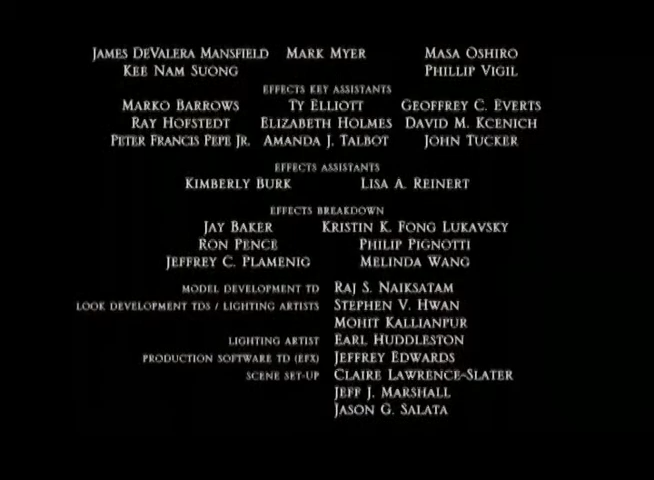 James DeValera Mansfield Mark Myer Masa Oshiro
Kee Nam Suong Phillip Vigil
Effects Key Assistants
Marko Barrows Ty Elliott Geoffrey C. Everts
Ray Hofstedt Elizabeth Holmes David M. Kcenich
Peter Francis Pepe Jr. Amanda J. Talbot John Tucker
Effects Assistants
Kimberly Burk Lisa A. Reinert
Effects Breakdown
Jay Baker Kristin K. Fong Lukavsky
Ron Pence Philip Pignotti
Jeffrey C. Plamenig Melinda Wang
Model Development TD Raj S. Naiksatam
Look Development TDs / Lighting Artists Stephen V. Hwan
Mohit Kallianpur
Lighting Artist Earl Huddleston
Production Software TD (EFX) Jeffrey Edwards
Scene Set-Up Claire Lawrence-Slater
Jeff J. Marshall
Jason G. Salata